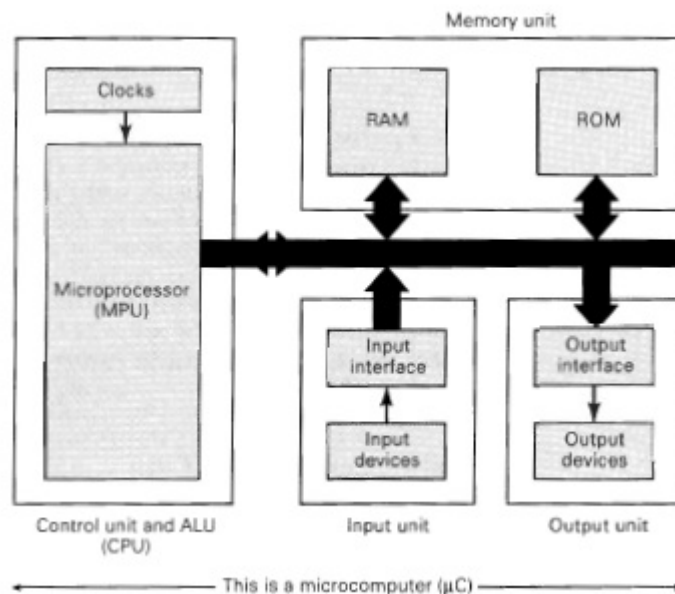 Memory unit
Clocks
RAM
ROM
Microprocessor
(MPU)
Input
interface
Output
interface
Input
devices
Output
devices
Control unit and ALU
(CPU)
Input unit
Output unit
This is a microcomputer (μC)